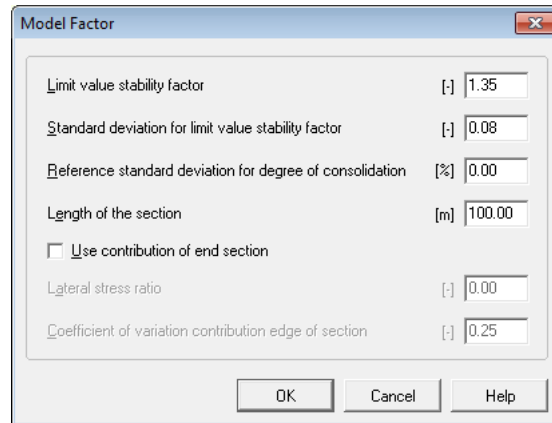 Model Factor
Limit value stability factor [-] 1.35
Standard deviation for limit value stability factor [-] 0.08
Reference standard deviation for degree of consolidation [%] 0.00
Length of the section [m] 100.00
Use contribution of end section
Lateral stress ratio [-] 0.00
Coefficient of variation contribution edge of section [-] 0.25
OK Cancel Help